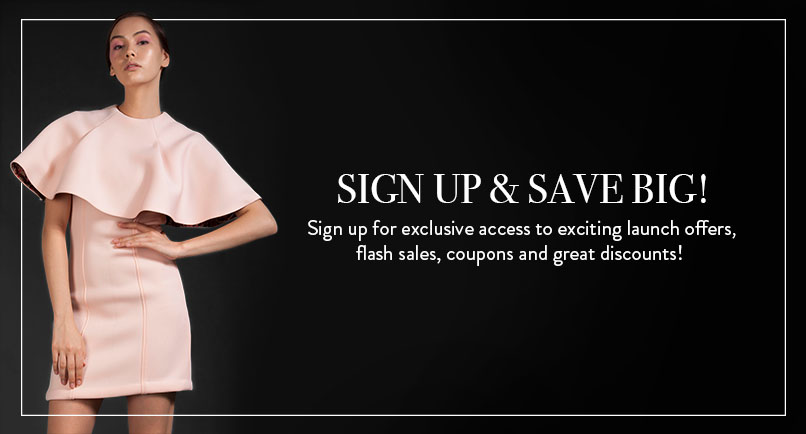 SIGN UP & SAVE BIG!
Sign up for exclusive access to exciting launch offers,
flash sales, coupons and great discounts!